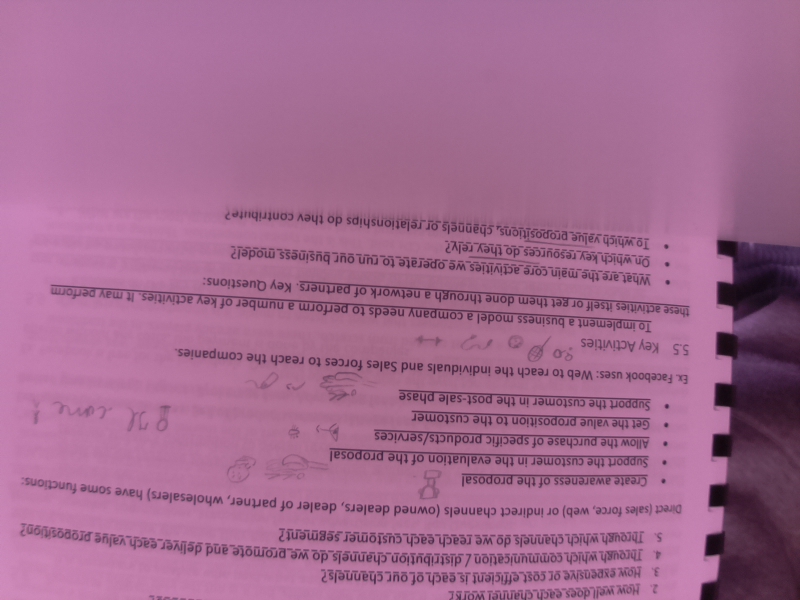 2. How well does each channel work?
3. How expensive or cost efficient is each of our channels?
4. Through which communication / distribution channels do we promote and deliver each value proposition?
5. Through which channels do we reach each customer segment?
Direct (sales force, web) or indirect channels (owned dealers, dealer of partner, wholesalers) have some functions:
• Create awareness of the proposal
• Support the customer in the evaluation of the proposal
• Allow the purchase of specific products/services
• Get the value proposition to the customer
• Support the customer in the post-sale phase
Ex. Facebook uses: Web to reach the individuals and Sales forces to reach the companies.
5.5 Key Activities
To implement a business model a company needs to perform a number of key activities. It may perform
these activities itself or get them done through a network of partners. Key Questions:
• What are the main core activities we operate to run our business model?
• On which key resources do they rely?
• To which value propositions, channels or relationships do they contribute?